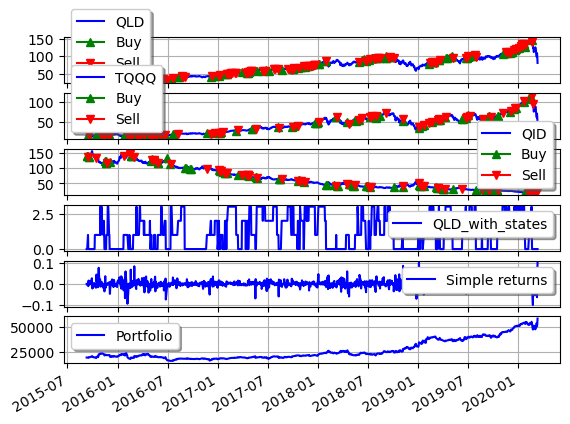 QLD
Buy
Sell
150
100
50
TQQQ
Buy
Sell
100
50
QID
Buy
Sell
150
100
50
QLD_with_states
2.5
0.0
Simple returns
0.1
0.0
−0.1
Portfolio
50000
25000
2015-07
2016-01
2016-07
2017-01
2017-07
2018-01
2018-07
2019-01
2019-07
2020-01